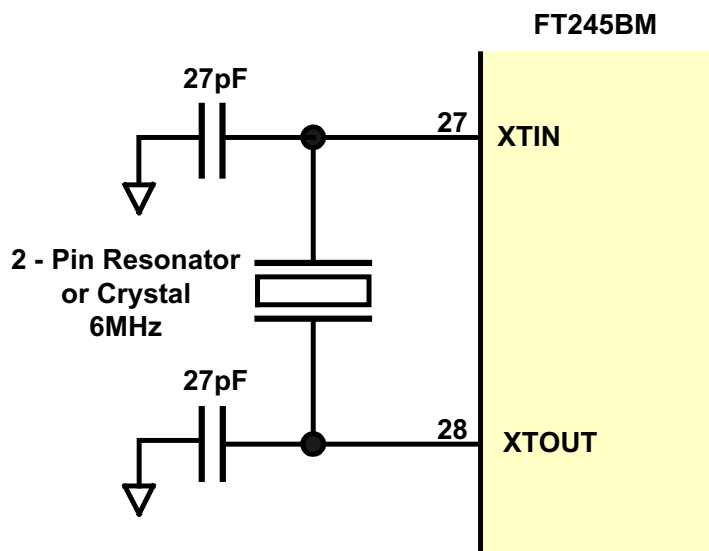 FT245BM
27pF
27
XTIN
2 - Pin Resonator
or Crystal
6MHz
27pF
28
XTOUT